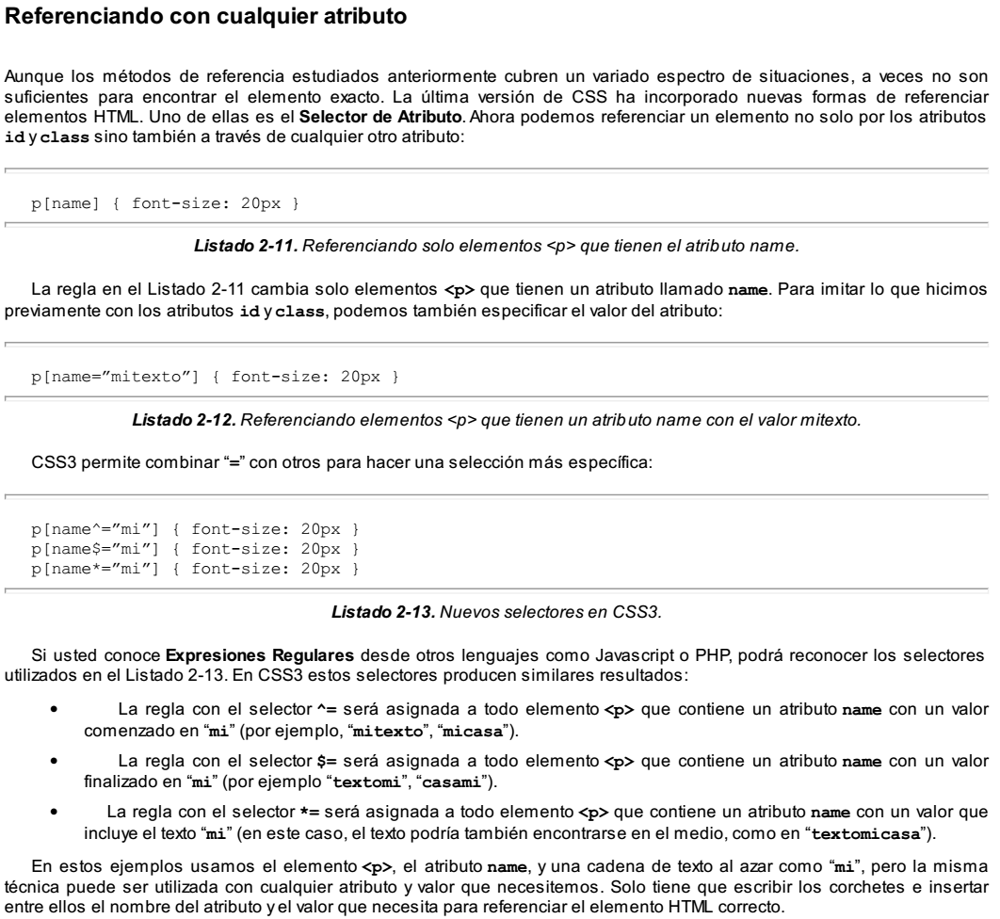 Referenciando con cualquier atributo
Aunque los métodos de referencia estudiados anteriormente cubren un variado espectro de situaciones, a veces no son
suficientes para encontrar el elemento exacto. La última versión de CSS ha incorporado nuevas formas de referenciar
elementos HTML. Uno de ellas es el Selector de Atributo. Ahora podemos referenciar un elemento no solo por los atributos
id y class sino también a través de cualquier otro atributo:
p[name] { font-size: 20px }
Listado 2-11. Referenciando solo elementos <p> que tienen el atributo name.
La regla en el Listado 2-11 cambia solo elementos <p> que tienen un atributo llamado name. Para imitar lo que hicimos
previamente con los atributos id y class, podemos también especificar el valor del atributo:
p[name=”mitexto”] { font-size: 20px }
Listado 2-12. Referenciando elementos <p> que tienen un atributo name con el valor mitexto.
CSS3 permite combinar “=” con otros para hacer una selección más específica:
p[name^=”mi”] { font-size: 20px }
p[name$=”mi”] { font-size: 20px }
p[name*=”mi”] { font-size: 20px }
Listado 2-13. Nuevos selectores en CSS3.
Si usted conoce Expresiones Regulares desde otros lenguajes como Javascript o PHP, podrá reconocer los selectores
utilizados en el Listado 2-13. En CSS3 estos selectores producen similares resultados:
• La regla con el selector ^= será asignada a todo elemento <p> que contiene un atributo name con un valor
comenzado en “mi” (por ejemplo, “mitexto”, “micasa”).
• La regla con el selector $= será asignada a todo elemento <p> que contiene un atributo name con un valor
finalizado en “mi” (por ejemplo “textomi”, “casami”).
• La regla con el selector *= será asignada a todo elemento <p> que contiene un atributo name con un valor que
incluye el texto “mi” (en este caso, el texto podría también encontrarse en el medio, como en “textomicasa”).
En estos ejemplos usamos el elemento <p>, el atributo name, y una cadena de texto al azar como “mi”, pero la misma
técnica puede ser utilizada con cualquier atributo y valor que necesitemos. Solo tiene que escribir los corchetes e insertar
entre ellos el nombre del atributo y el valor que necesita para referenciar el elemento HTML correcto.